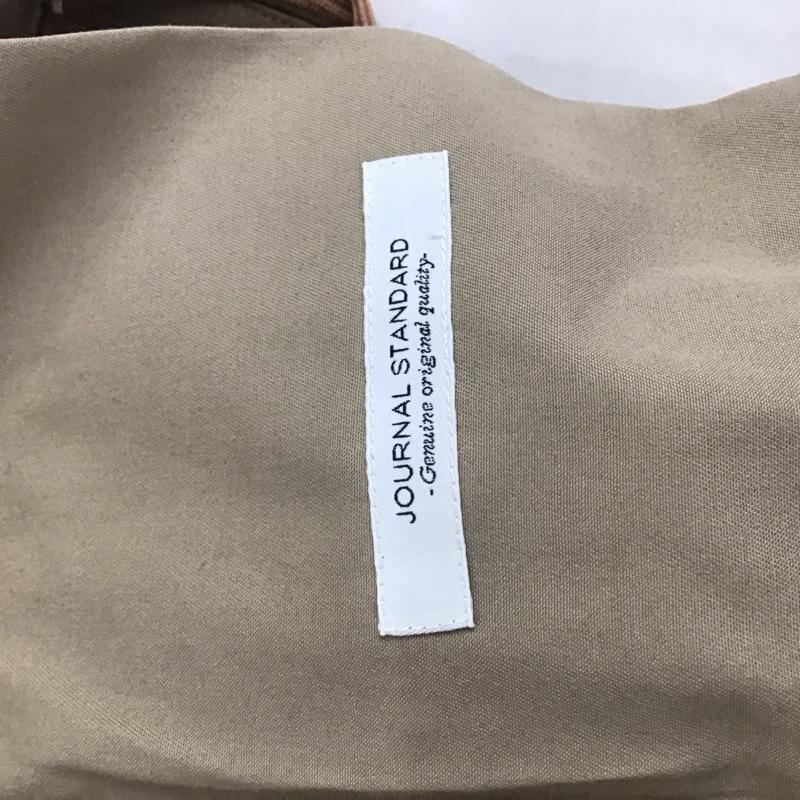 JOURNAL STANDARD
-Genuine original quality-